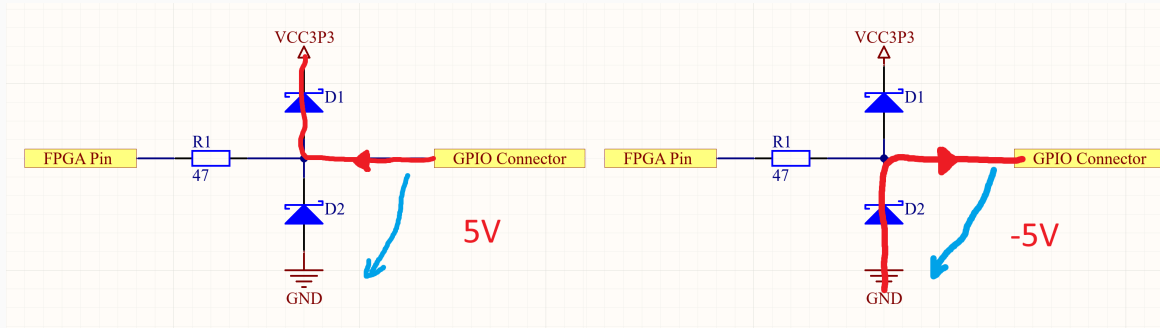 VCC3P3
D1
FPGA Pin
R1
47
GPIO Connector
D2
5V
GND
VCC3P3
D1
FPGA Pin
R1
47
GPIO Connector
D2
-5V
GND